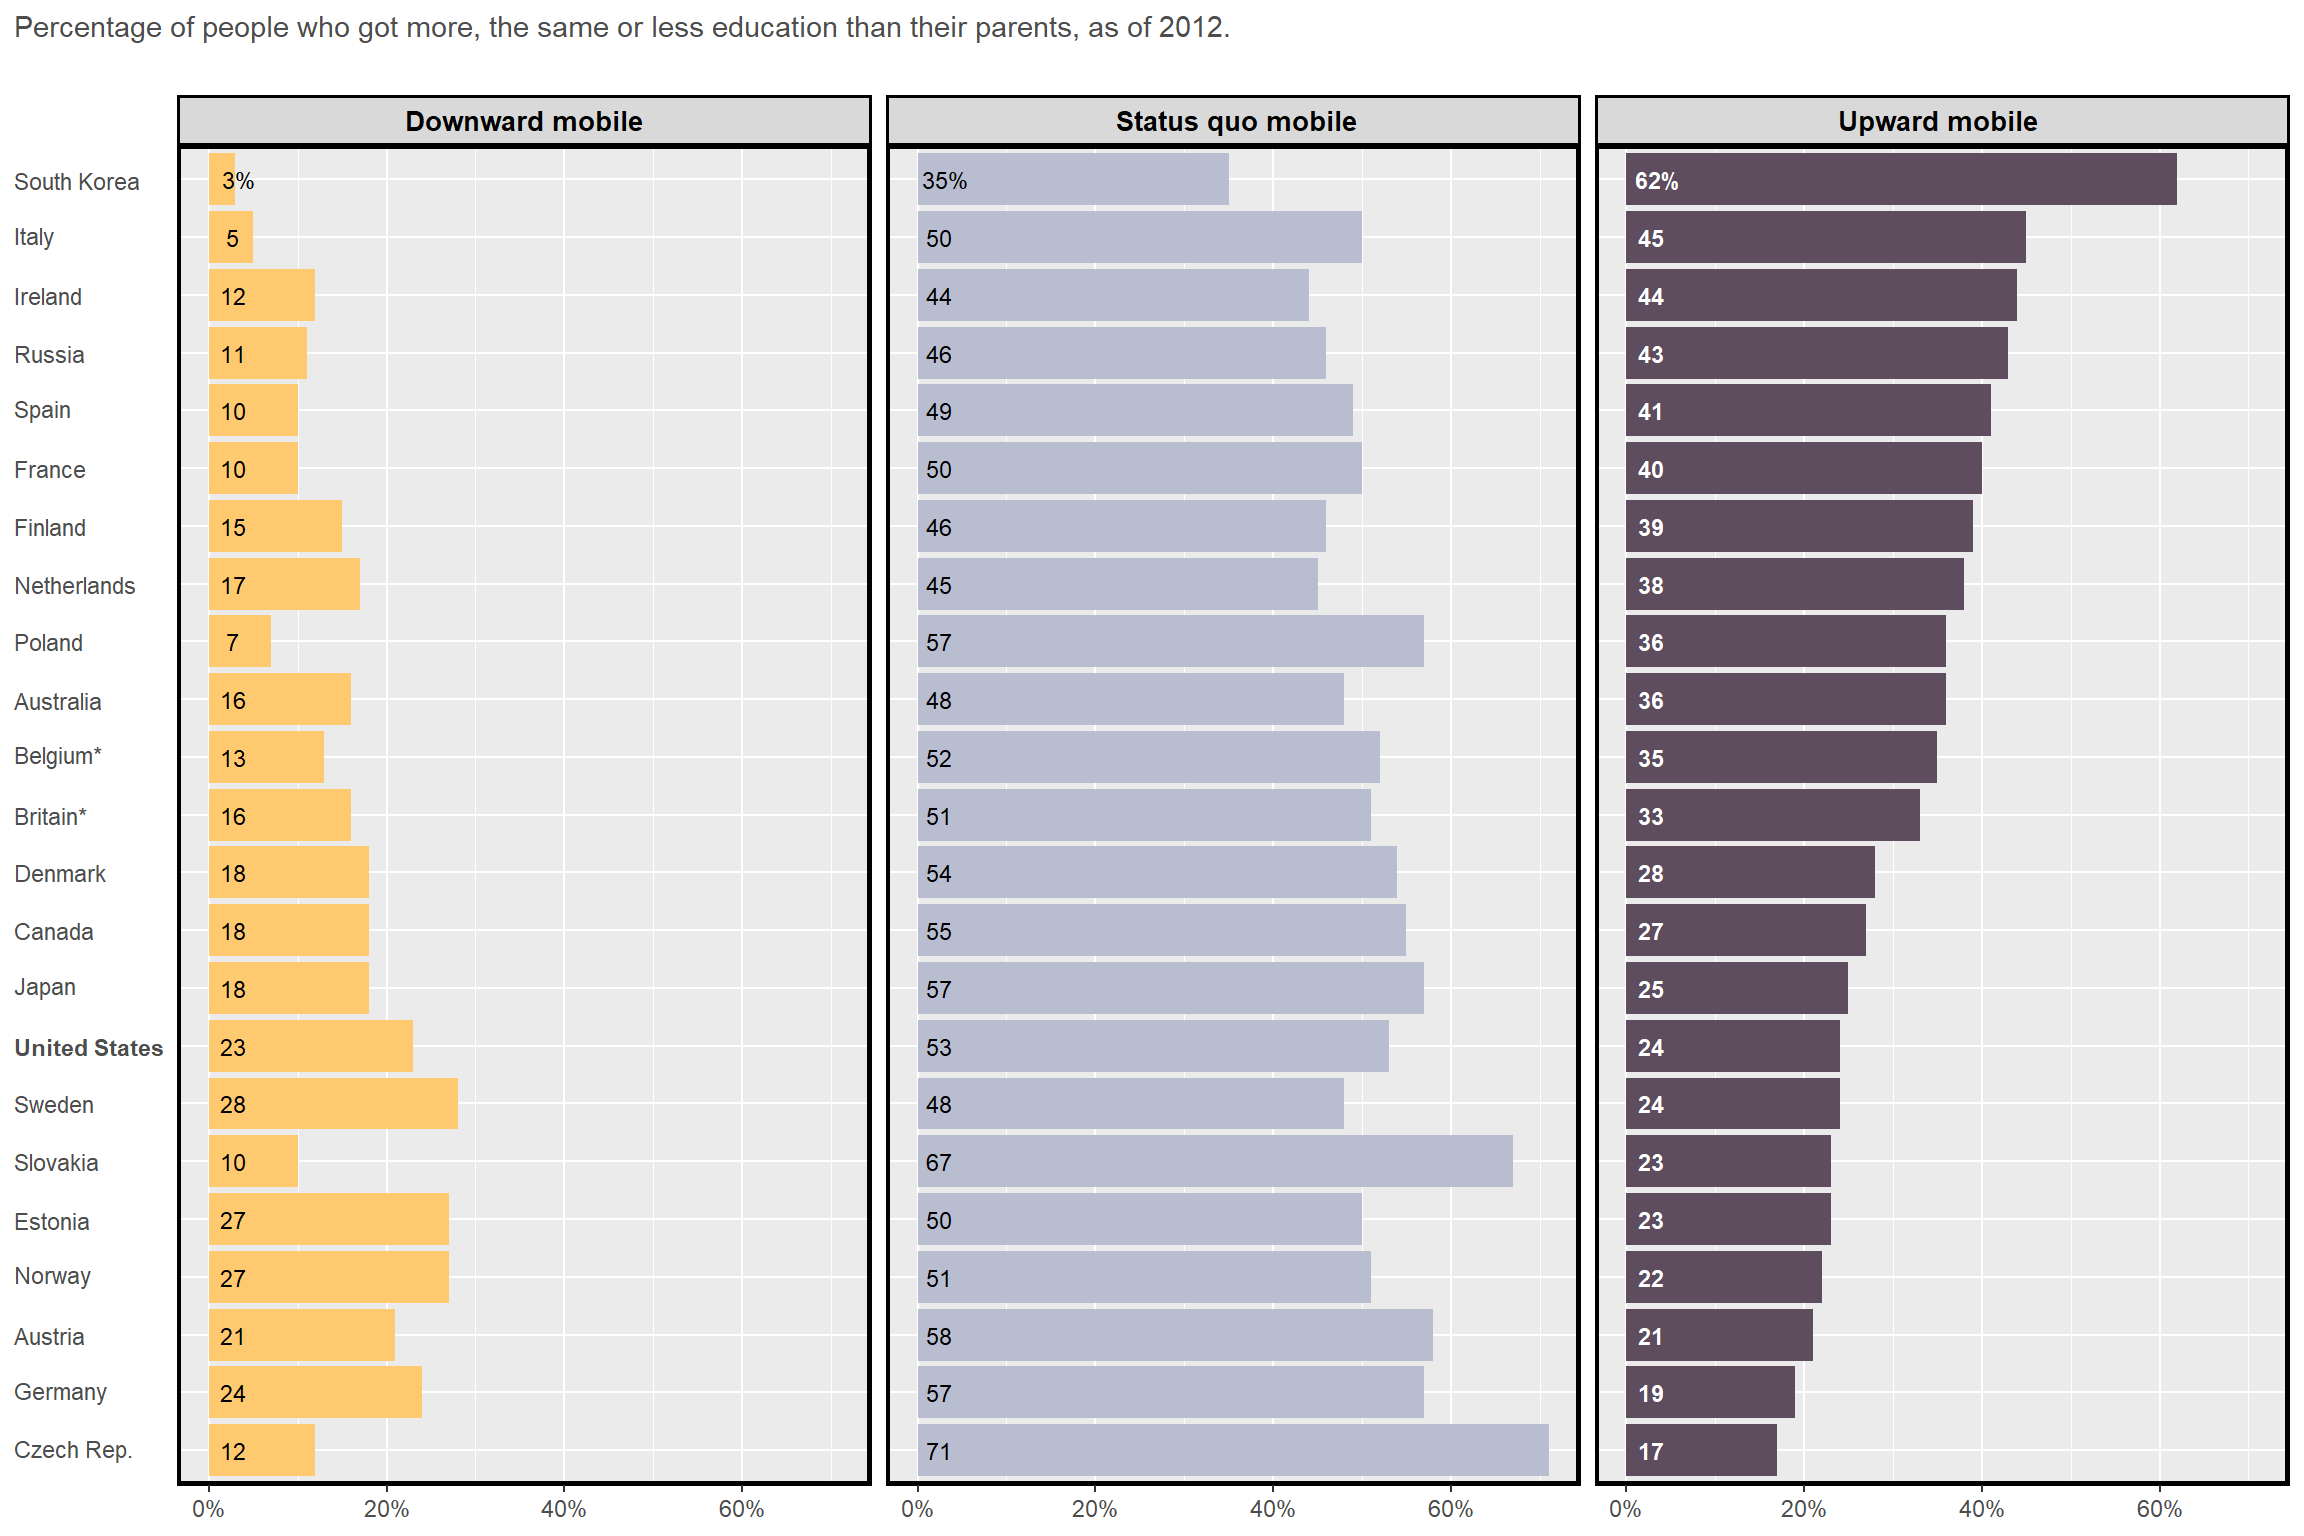 Percentage of people who got more, the same or less education than their parents, as of 2012.
Downward mobile Status quo mobile Upward mobile
South Korea 3% 35% 62%
Italy 5 50 45
Ireland 12 44 44
Russia 11 46 43
Spain 10 49 41
France 10 50 40
Finland 15 46 39
Netherlands 17 45 38
Poland 7 57 36
Australia 16 48 36
Belgium* 13 52 35
Britain* 16 51 33
Denmark 18 54 28
Canada 18 55 27
Japan 18 57 25
United States 23 53 24
Sweden 28 48 24
Slovakia 10 67 23
Estonia 27 50 23
Norway 27 51 22
Austria 21 58 21
Germany 24 57 19
Czech Rep. 12 71 17
0% 20% 40% 60% 0% 20% 40% 60% 0% 20% 40% 60%